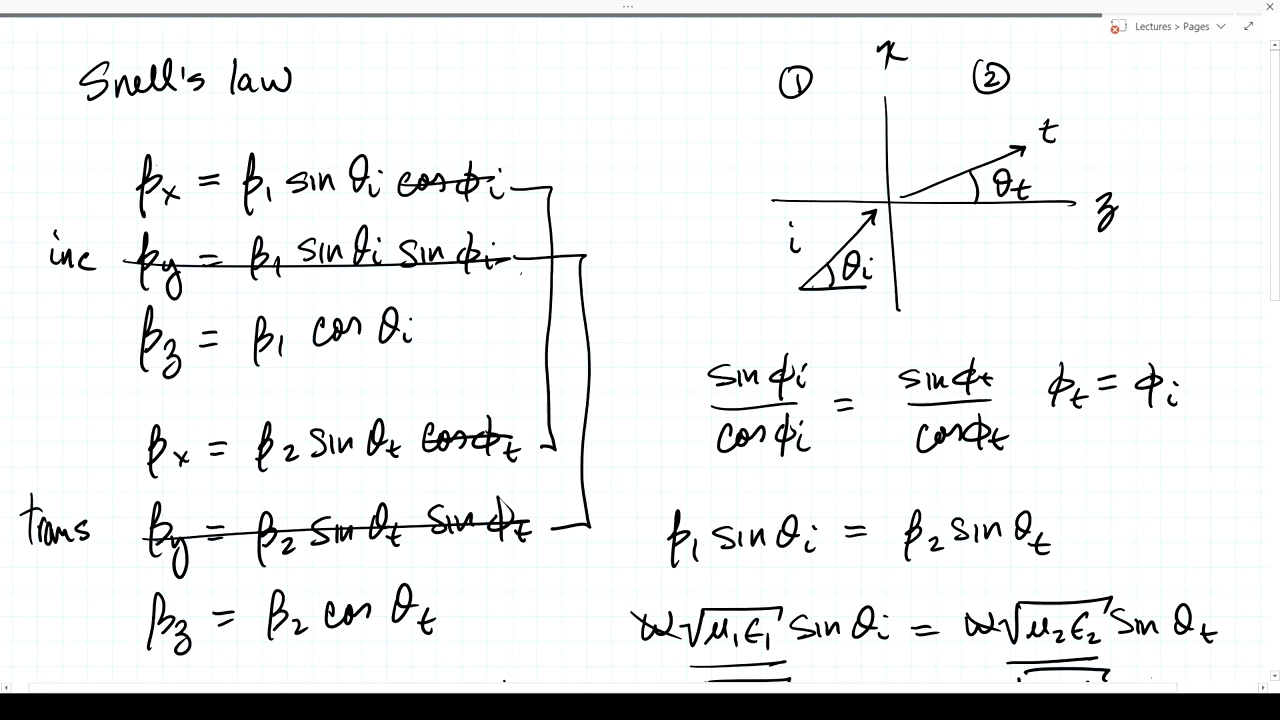 Lectures > Pages
Snell's law
x
① ②
t
θt
z
i
θi
βx = β1 sin θi cos ϕi
inc βy = β1 sin θi sin ϕi
βz = β1 cos θi
βx = β2 sin θt cos ϕt
trans βy = β2 sin θt sin ϕt
βz = β2 cos θt
sin ϕi / cos ϕi = sin ϕt / cos ϕt ϕt = ϕi
β1 sin θi = β2 sin θt
ω√μ1ϵ1 sin θi = ω√μ2ϵ2 sin θt